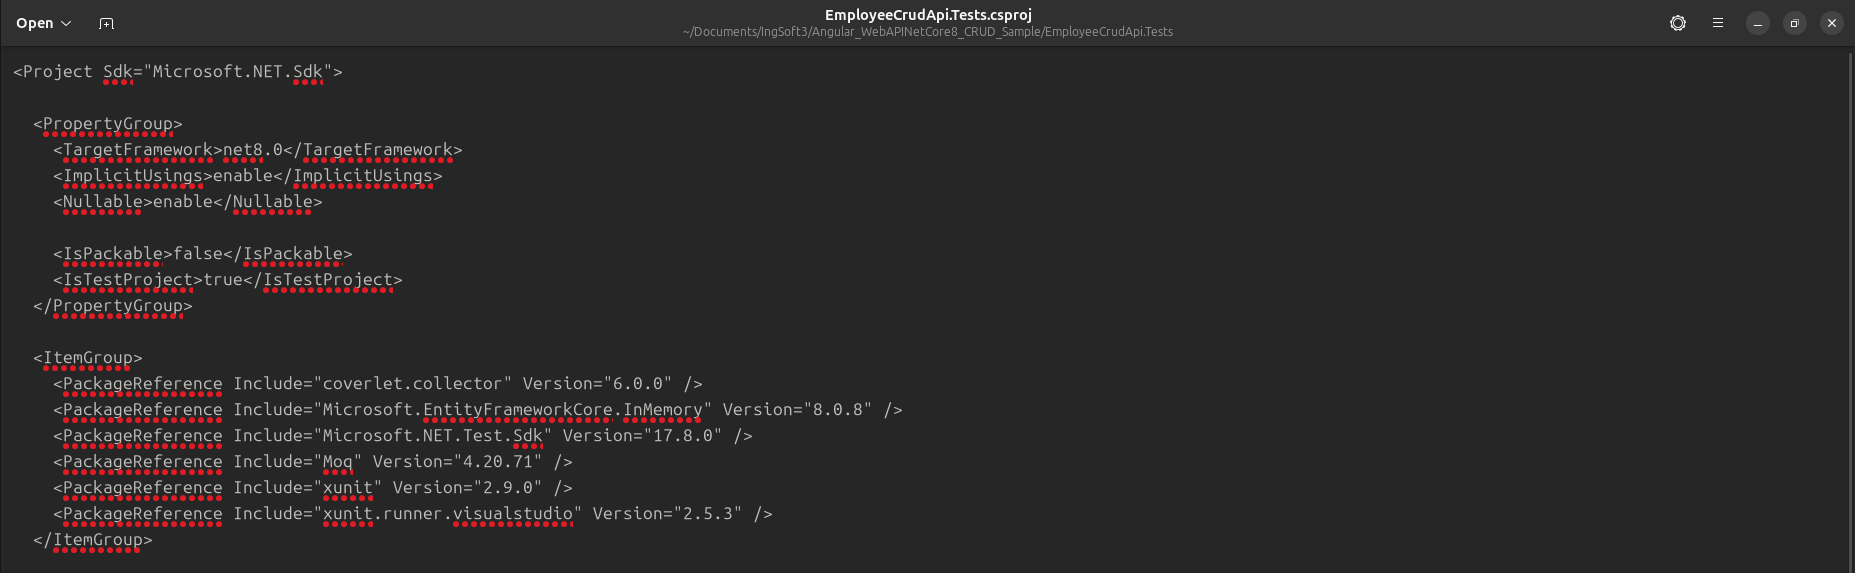 Open
EmployeeCrudApi.Tests.csproj
~/Documents/IngSoft3/Angular_WebAPINetCore8_CRUD_Sample/EmployeeCrudApi.Tests
<Project Sdk="Microsoft.NET.Sdk">
<PropertyGroup>
<TargetFramework>net8.0</TargetFramework>
<ImplicitUsings>enable</ImplicitUsings>
<Nullable>enable</Nullable>
<IsPackable>false</IsPackable>
<IsTestProject>true</IsTestProject>
</PropertyGroup>
<ItemGroup>
<PackageReference Include="coverlet.collector" Version="6.0.0" />
<PackageReference Include="Microsoft.EntityFrameworkCore.InMemory" Version="8.0.8" />
<PackageReference Include="Microsoft.NET.Test.Sdk" Version="17.8.0" />
<PackageReference Include="Moq" Version="4.20.71" />
<PackageReference Include="xunit" Version="2.9.0" />
<PackageReference Include="xunit.runner.visualstudio" Version="2.5.3" />
</ItemGroup>